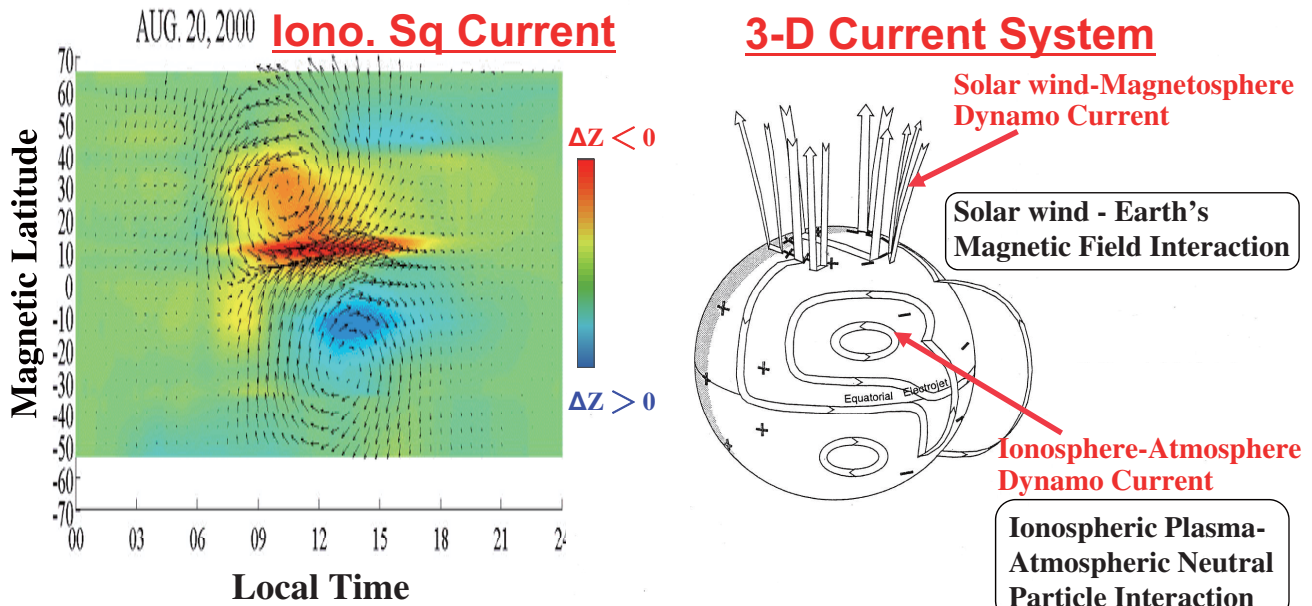 AUG. 20, 2000
Iono. Sq Current
3-D Current System
Magnetic Latitude
70
60
50
40
30
20
10
0
-10
-20
-30
-40
-50
-60
-70
00
03
06
09
12
15
18
21
24
Local Time
ΔZ < 0
ΔZ > 0
Solar wind-Magnetosphere
Dynamo Current
Solar wind - Earth's
Magnetic Field Interaction
Equatorial Electrojet
Ionosphere-Atmosphere
Dynamo Current
Ionospheric Plasma-
Atmospheric Neutral
Particle Interaction